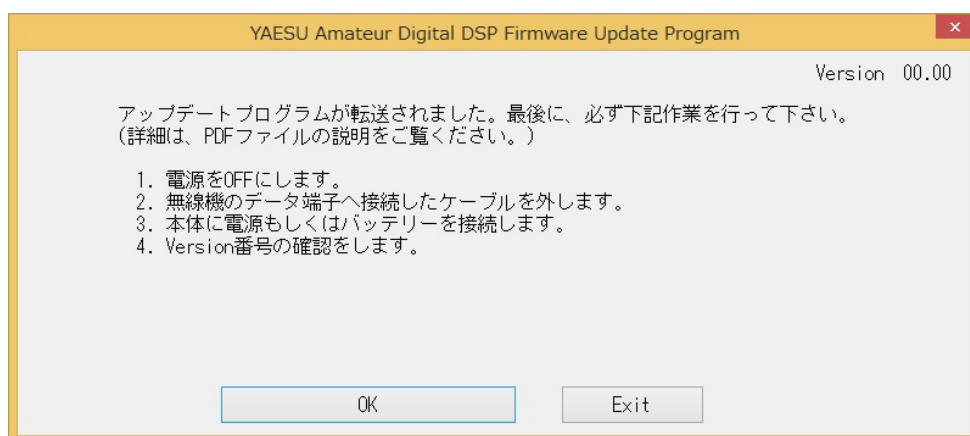 YAESU Amateur Digital DSP Firmware Update Program
×
Version 00.00
アップデートプログラムが転送されました。最後に、必ず下記作業を行って下さい。
(詳細は、PDFファイルの説明をご覧ください。)
1. 電源をOFFにします。
2. 無線機のデータ端子へ接続したケーブルを外します。
3. 本体に電源もしくはバッテリーを接続します。
4. Version番号の確認をします。
OK Exit